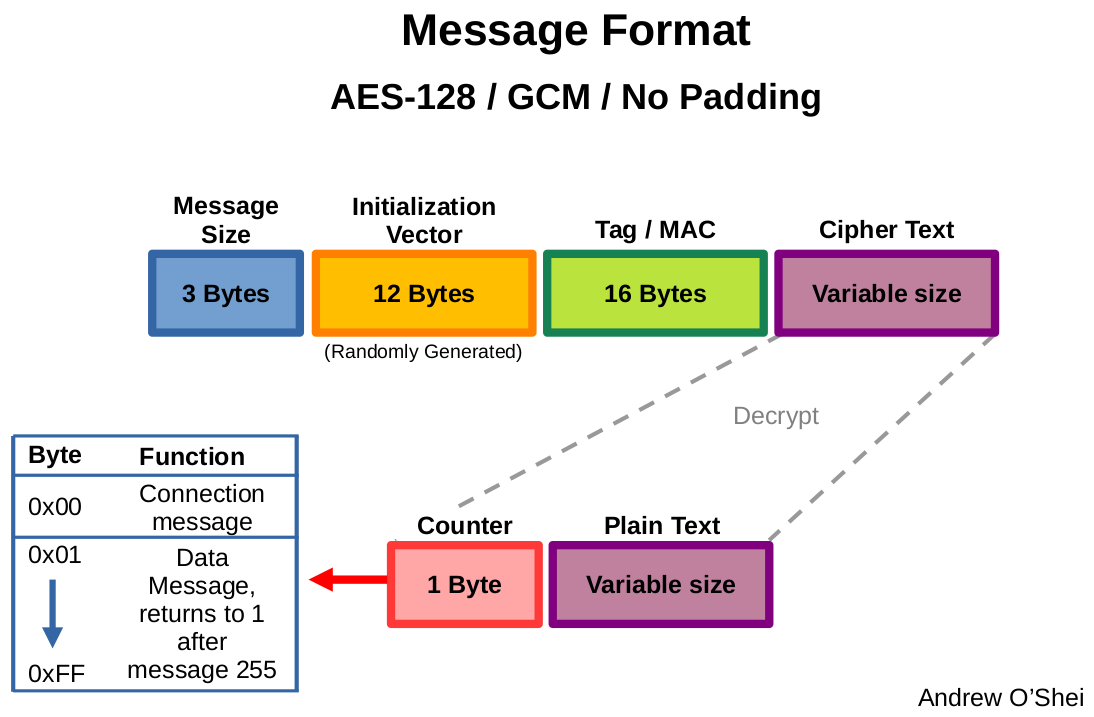 Message Format
AES-128 / GCM / No Padding
Message
Size
Initialization
Vector
Tag / MAC
Cipher Text
3 Bytes
12 Bytes
16 Bytes
Variable size
(Randomly Generated)
Decrypt
Byte
Function
0x00
Connection
message
0x01
Data
Message,
returns to 1
after
message 255
0xFF
Counter
Plain Text
1 Byte
Variable size
Andrew O’Shei